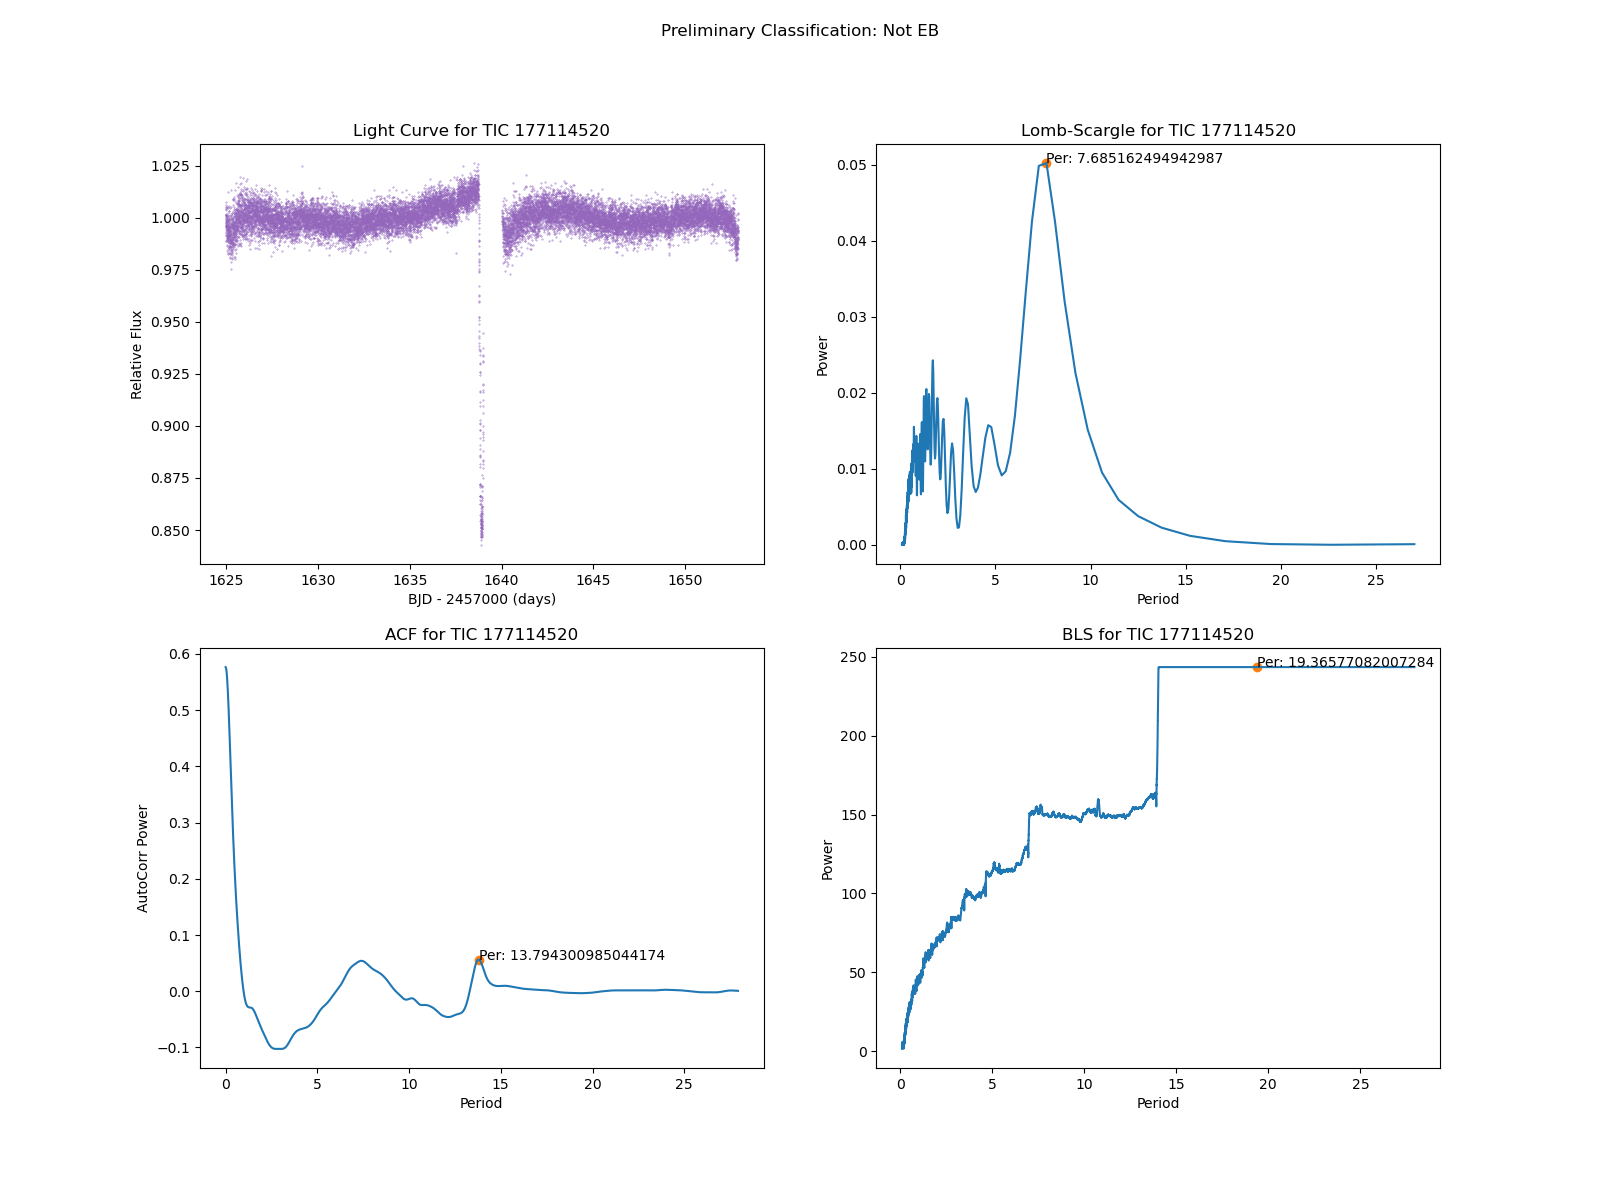 Preliminary Classification: Not EB
Light Curve for TIC 177114520
Relative Flux
1.025
1.000
0.975
0.950
0.925
0.900
0.875
0.850
1625 1630 1635 1640 1645 1650
BJD - 2457000 (days)
Lomb-Scargle for TIC 177114520
Per: 7.685162494942987
Power
0.05
0.04
0.03
0.02
0.01
0.00
0 5 10 15 20 25
Period
ACF for TIC 177114520
AutoCorr Power
0.6
0.5
0.4
0.3
0.2
0.1
0.0
−0.1
Per: 13.794300985044174
0 5 10 15 20 25
Period
BLS for TIC 177114520
Per: 19.36577082007284
Power
250
200
150
100
50
0
0 5 10 15 20 25
Period